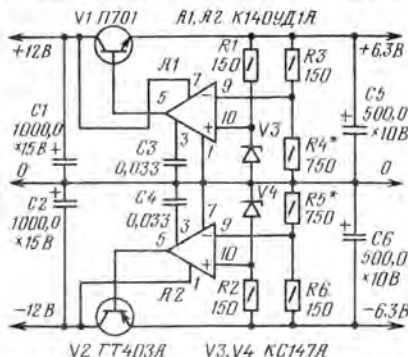 V1 П701 А1, А2 К140УД1А
+12В +6,3В
R1 150
R3 150
А1
7
5 9
10
3 1
C1 1000,0 ×15В
C3 0,033
V3
R4* 750
C5 500,0 ×10В
0 0
C2 1000,0 ×15В
C4 0,033
V4
R5* 750
7
3 9
5 10
1
А2
R2 150
R6 150
C6 500,0 ×10В
−12В −6,3В
V2 ГТ403А V3, V4 КС147А